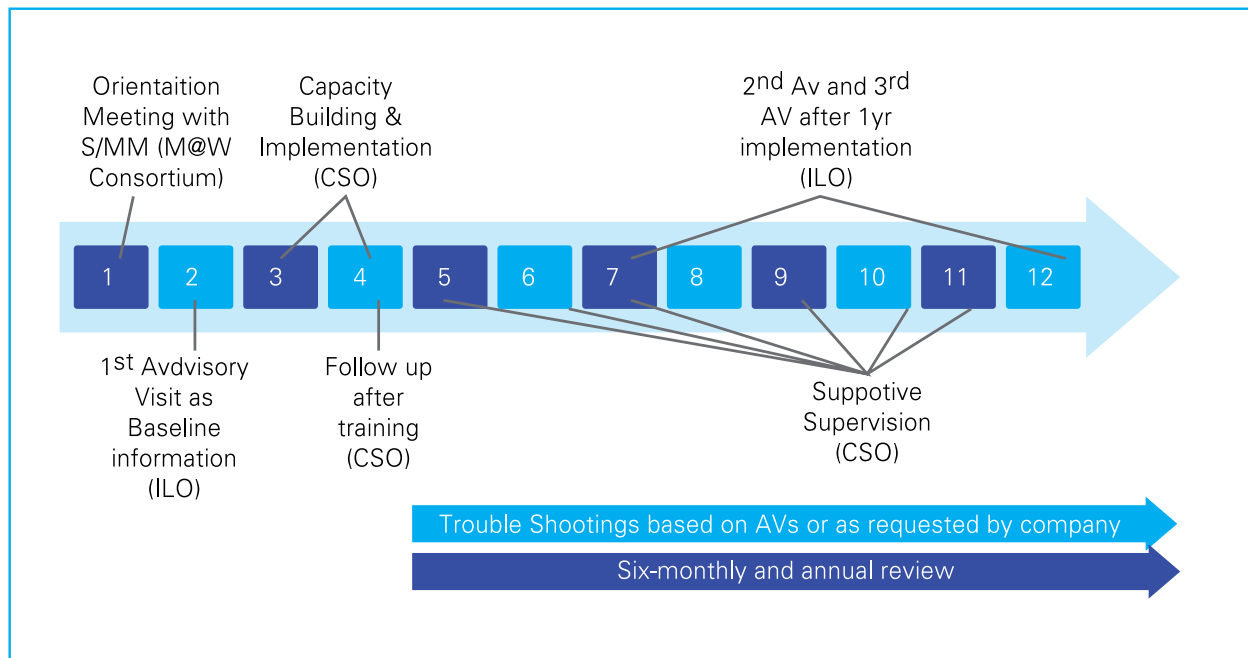 Orientaition
Meeting with
S/MM (M@W
Consortium)
Capacity
Building &
Implementation
(CSO)
2nd Av and 3rd
AV after 1yr
implementation
(ILO)
1 2 3 4 5 6 7 8 9 10 11 12
1st Avdvisory
Visit as
Baseline
information
(ILO)
Follow up
after
training
(CSO)
Suppotive
Supervision
(CSO)
Trouble Shootings based on AVs or as requested by company
Six-monthly and annual review